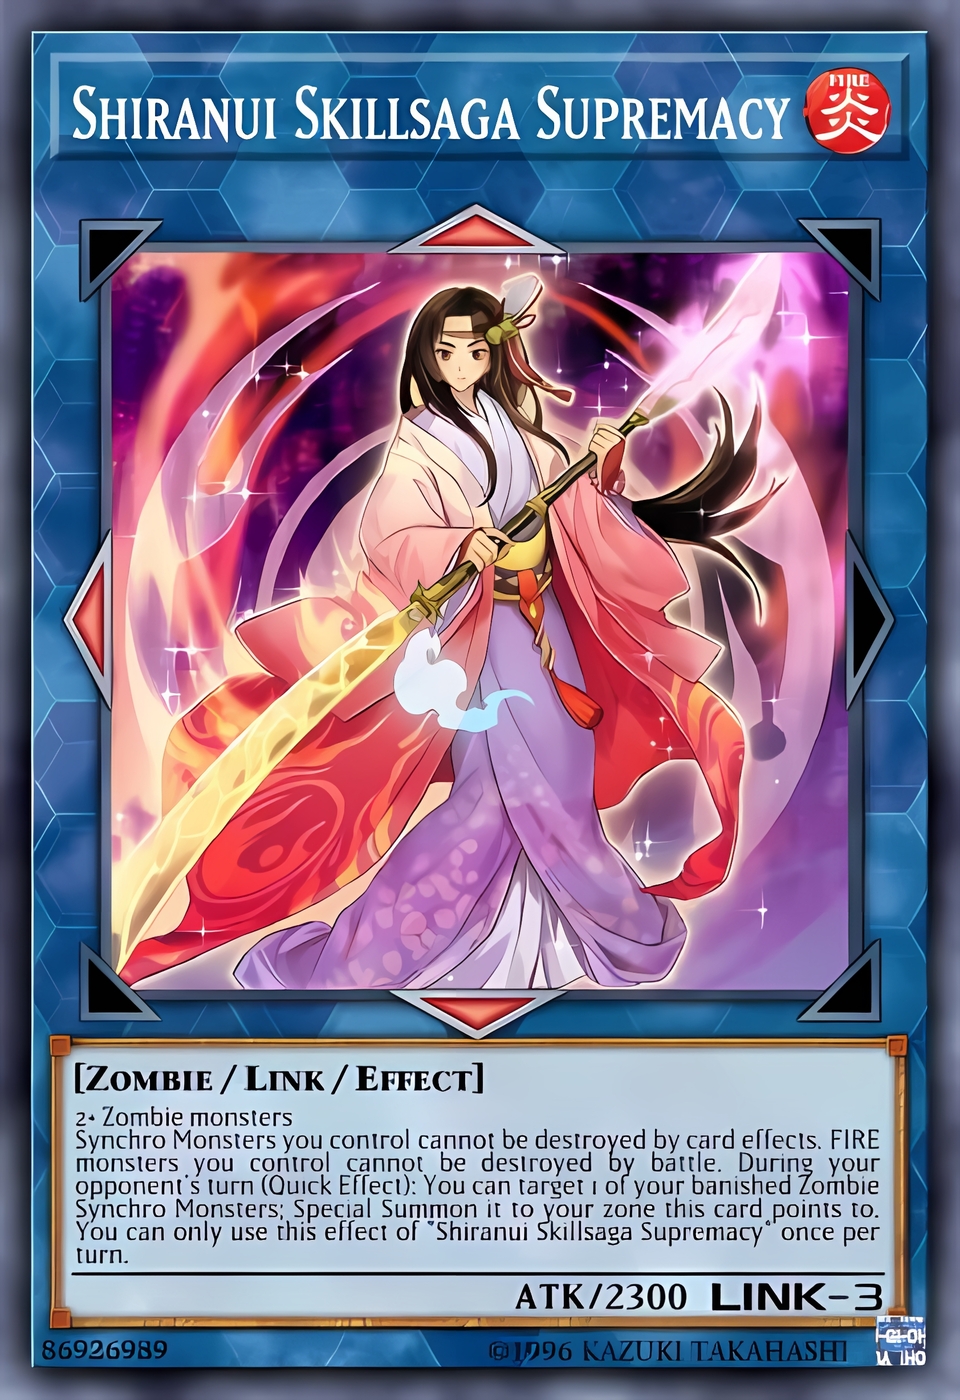 SHIRANUI SKILLSAGA SUPREMACY
FIRE
炎
[ZOMBIE / LINK / EFFECT]
2+ Zombie monsters
Synchro Monsters you control cannot be destroyed by card effects. FIRE
monsters you control cannot be destroyed by battle. During your
opponent's turn (Quick Effect): You can target 1 of your banished Zombie
Synchro Monsters; Special Summon it to your zone this card points to.
You can only use this effect of "Shiranui Skillsaga Supremacy" once per
turn.
ATK/2300 LINK-3
86926989
©1996 KAZUKI TAKAHASHI